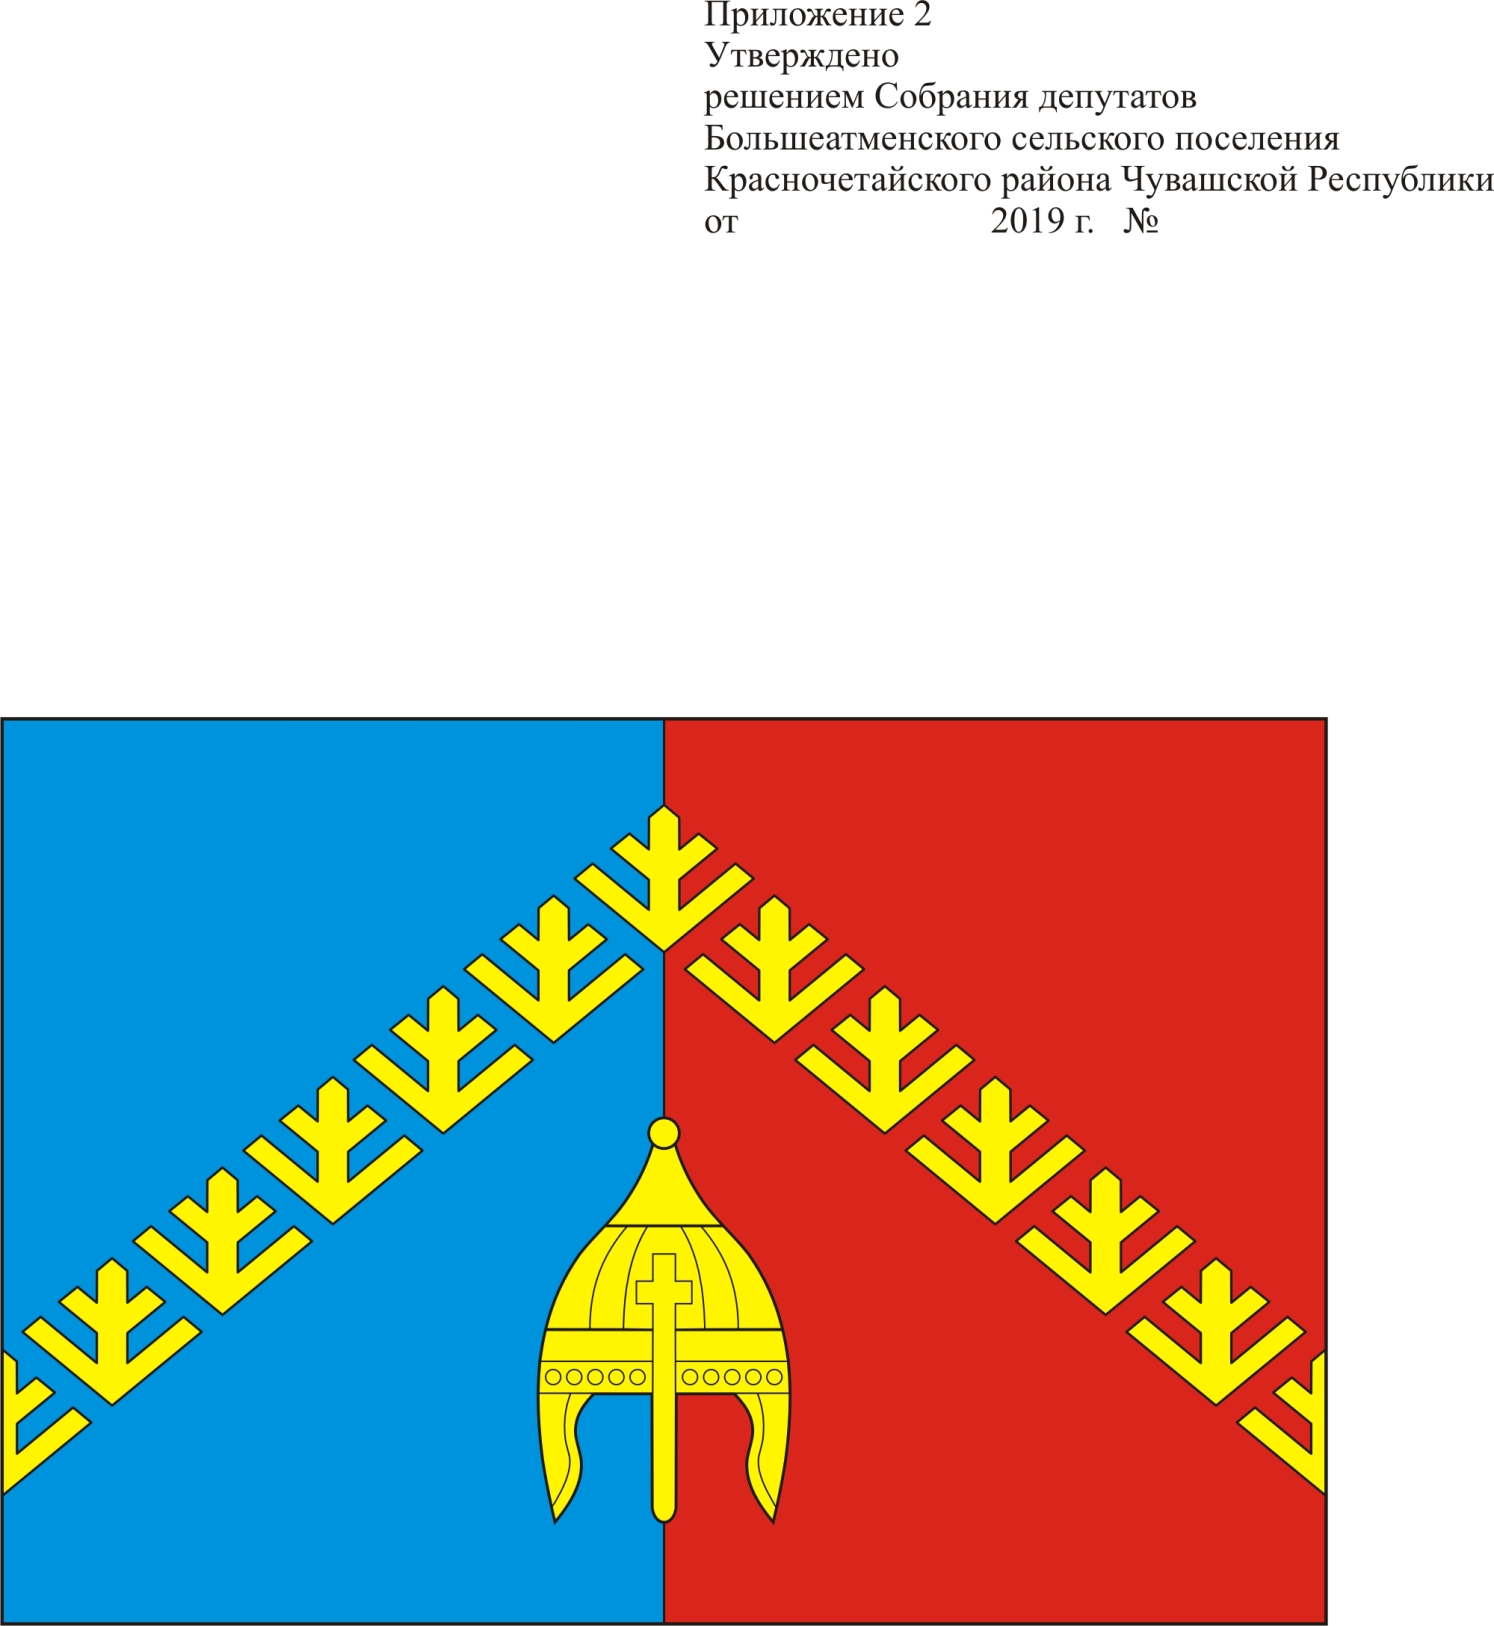 Приложение 2
Утверждено
решением Собрания депутатов
Большеатменского сельского поселения
Красночетайского района Чувашской Республики
от 2019 г. №